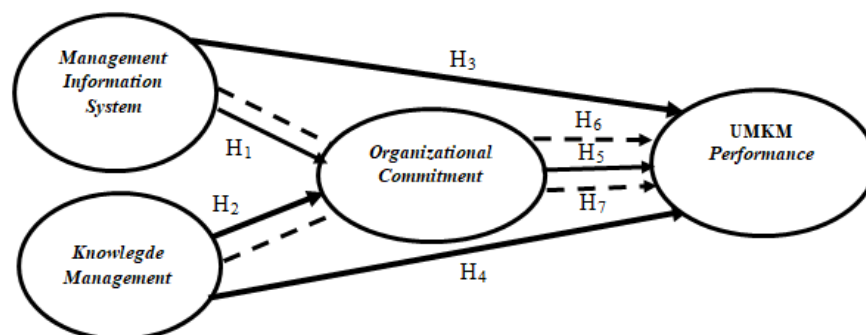 Management
Information
System
H3
H1
Organizational
Commitment
H6
H5
H7
UMKM
Performance
H2
Knowlegde
Management
H4